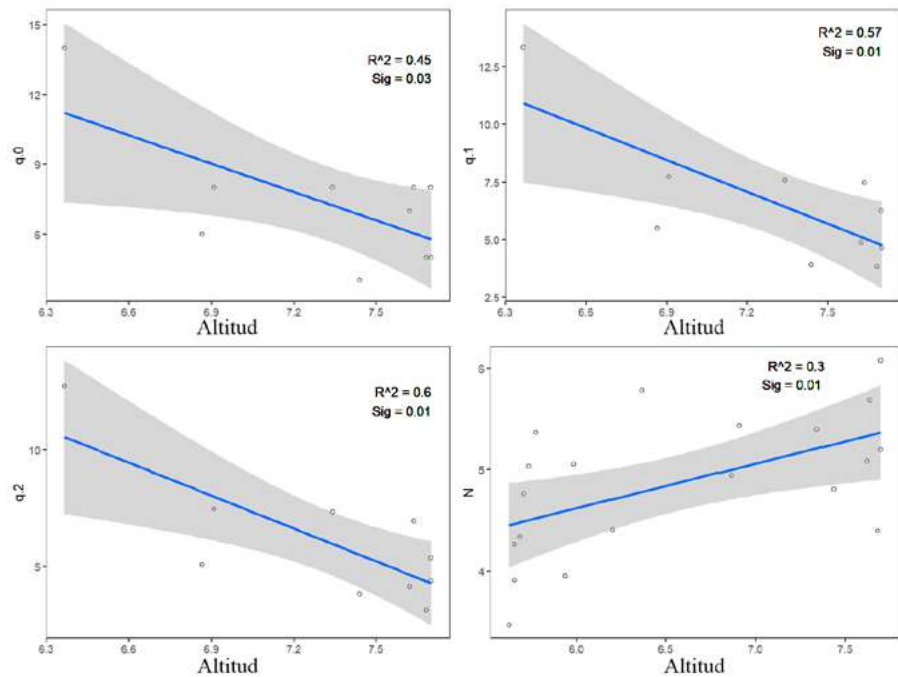 15
12
9
6
q.0
R^2 = 0.45
Sig = 0.03
6.3
6.6
6.9
7.2
7.5
Altitud
12.5
10.0
7.5
5.0
2.5
q.1
R^2 = 0.57
Sig = 0.01
6.3
6.6
6.9
7.2
7.5
Altitud
10
5
q.2
R^2 = 0.6
Sig = 0.01
6.3
6.6
6.9
7.2
7.5
Altitud
6
5
4
N
R^2 = 0.3
Sig = 0.01
6.0
6.5
7.0
7.5
Altitud